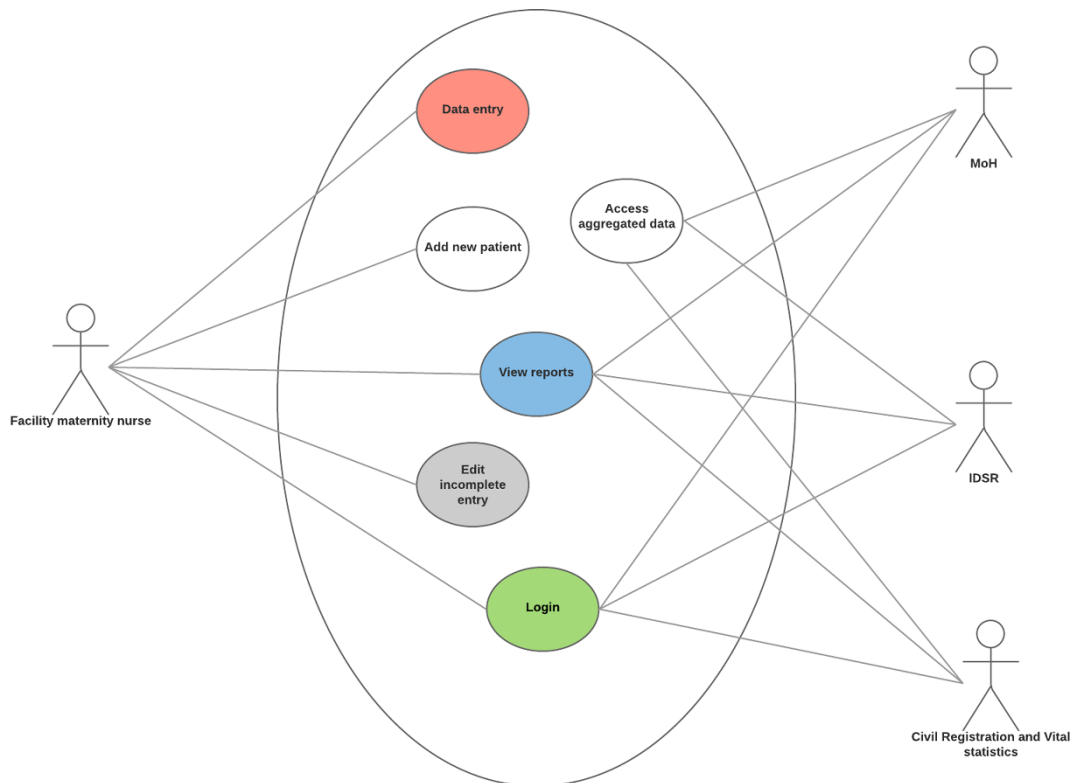 Data entry
MoH
Access
aggregated data
Add new patient
View reports
Facility maternity nurse
Edit
incomplete
entry
IDSR
Login
Civil Registration and Vital
statistics